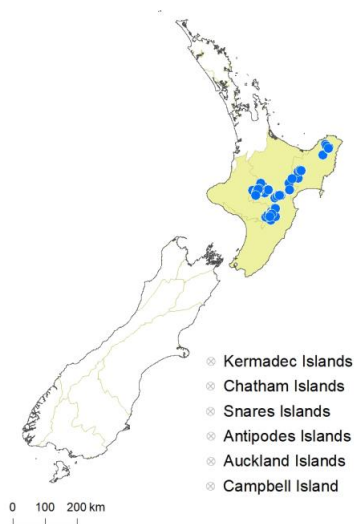 Kermadec Islands
Chatham Islands
Snares Islands
Antipodes Islands
Auckland Islands
Campbell Island
0 100 200 km